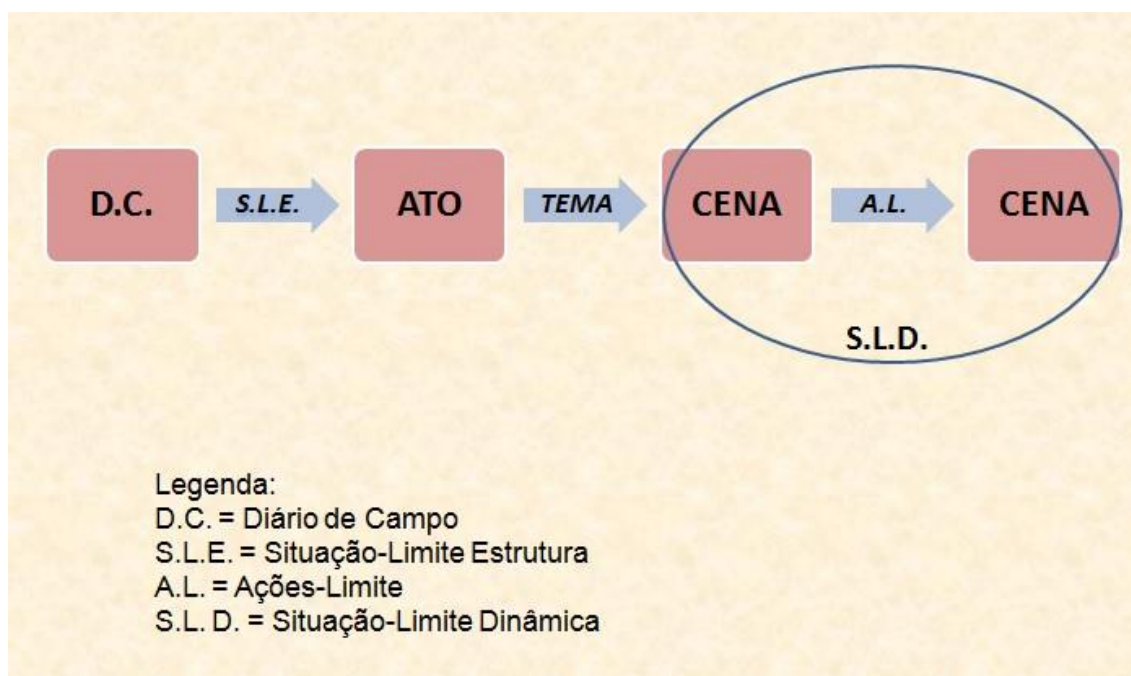 D.C. S.L.E. ATO TEMA CENA A.L. CENA
S.L.D.
Legenda:
D.C. = Diário de Campo
S.L.E. = Situação-Limite Estrutura
A.L. = Ações-Limite
S.L. D. = Situação-Limite Dinâmica